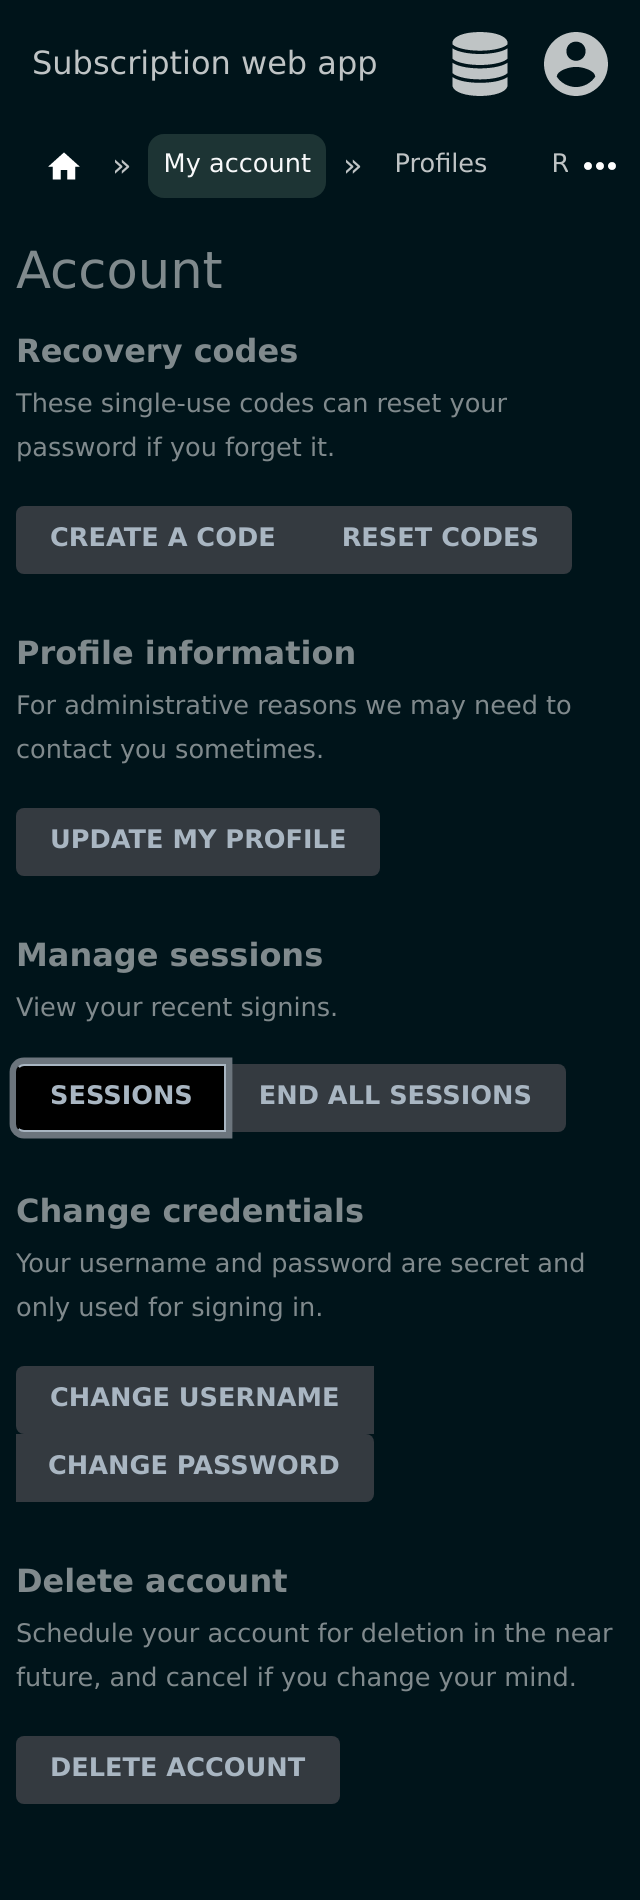 Subscription web app
» My account » Profiles R •••
Account
Recovery codes
These single-use codes can reset your
password if you forget it.
CREATE A CODE RESET CODES
Profile information
For administrative reasons we may need to
contact you sometimes.
UPDATE MY PROFILE
Manage sessions
View your recent signins.
SESSIONS END ALL SESSIONS
Change credentials
Your username and password are secret and
only used for signing in.
CHANGE USERNAME
CHANGE PASSWORD
Delete account
Schedule your account for deletion in the near
future, and cancel if you change your mind.
DELETE ACCOUNT